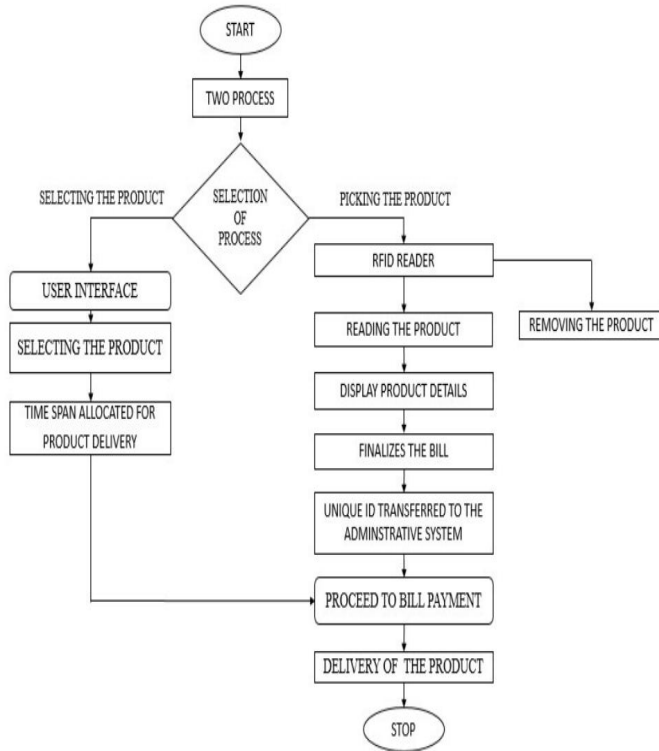 START
TWO PROCESS
SELECTING THE PRODUCT
SELECTION
OF
PROCESS
PICKING THE PRODUCT
USER INTERFACE
SELECTING THE PRODUCT
TIME SPAN ALLOCATED FOR
PRODUCT DELIVERY
RFID READER
REMOVING THE PRODUCT
READING THE PRODUCT
DISPLAY PRODUCT DETAILS
FINALIZES THE BILL
UNIQUE ID TRANSFERRED TO THE
ADMINSTRATIVE SYSTEM
PROCEED TO BILL PAYMENT
DELIVERY OF THE PRODUCT
STOP